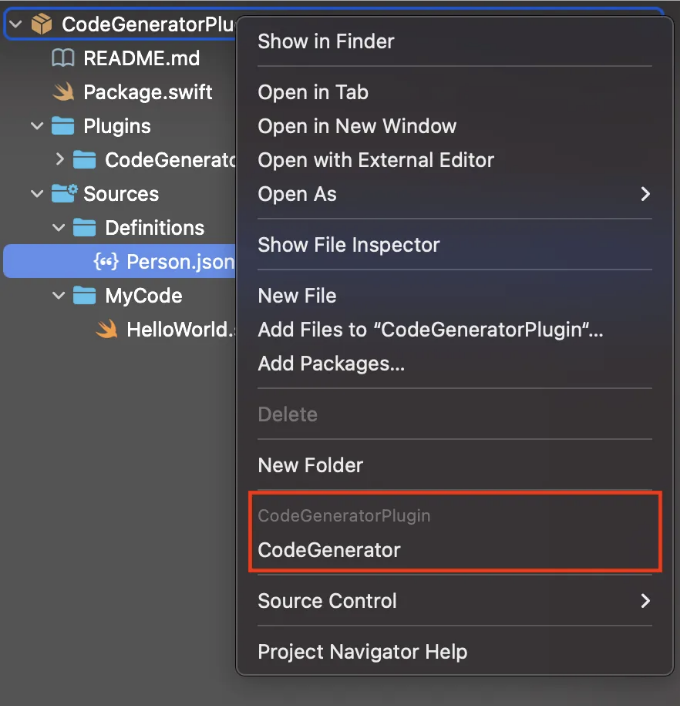 CodeGeneratorPlu
README.md
Package.swift
Plugins
CodeGenerato
Sources
Definitions
Person.json
MyCode
HelloWorld.
Show in Finder
Open in Tab
Open in New Window
Open with External Editor
Open As
Show File Inspector
New File
Add Files to “CodeGeneratorPlugin“...
Add Packages...
Delete
New Folder
CodeGeneratorPlugin
CodeGenerator
Source Control
Project Navigator Help